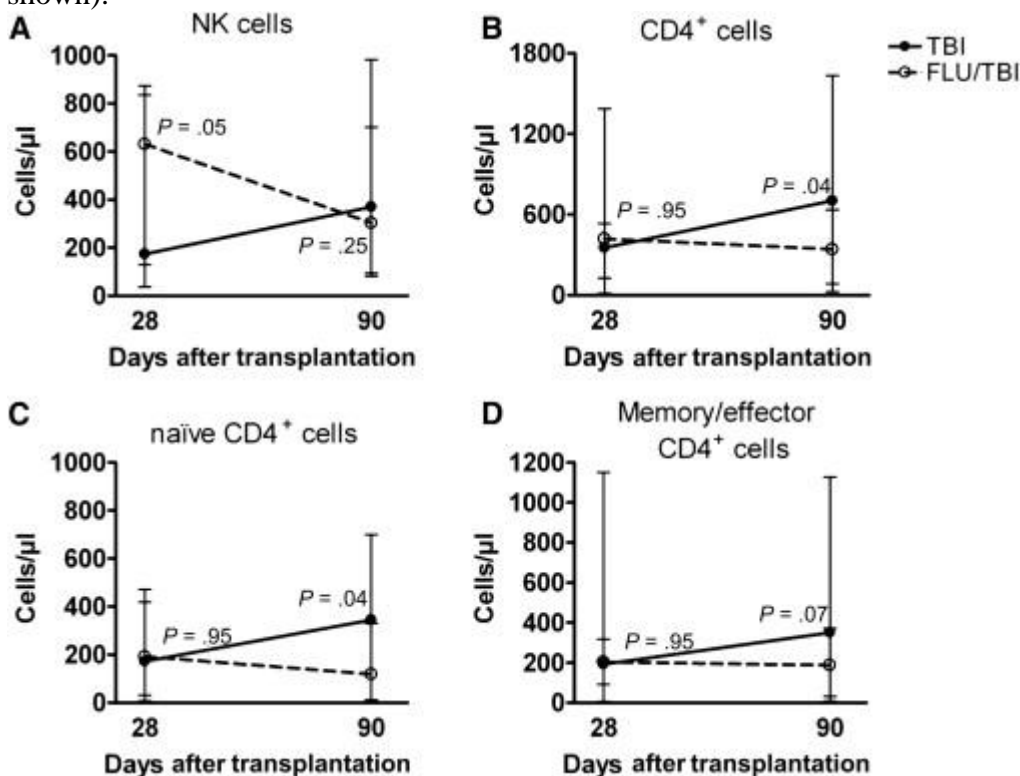 shown).
A NK cells
1000
800
600
400
200
0
Cells/µl
P = .05
P = .25
28 90
Days after transplantation
B CD4+ cells
1800
1200
600
0
Cells/µl
P = .95
P = .04
28 90
Days after transplantation
TBI
FLU/TBI
C naïve CD4+ cells
1000
800
600
400
200
0
Cells/µl
P = .95
P = .04
28 90
Days after transplantation
D Memory/effector
CD4+ cells
1200
1000
800
600
400
200
0
Cells/µl
P = .95
P = .07
28 90
Days after transplantation